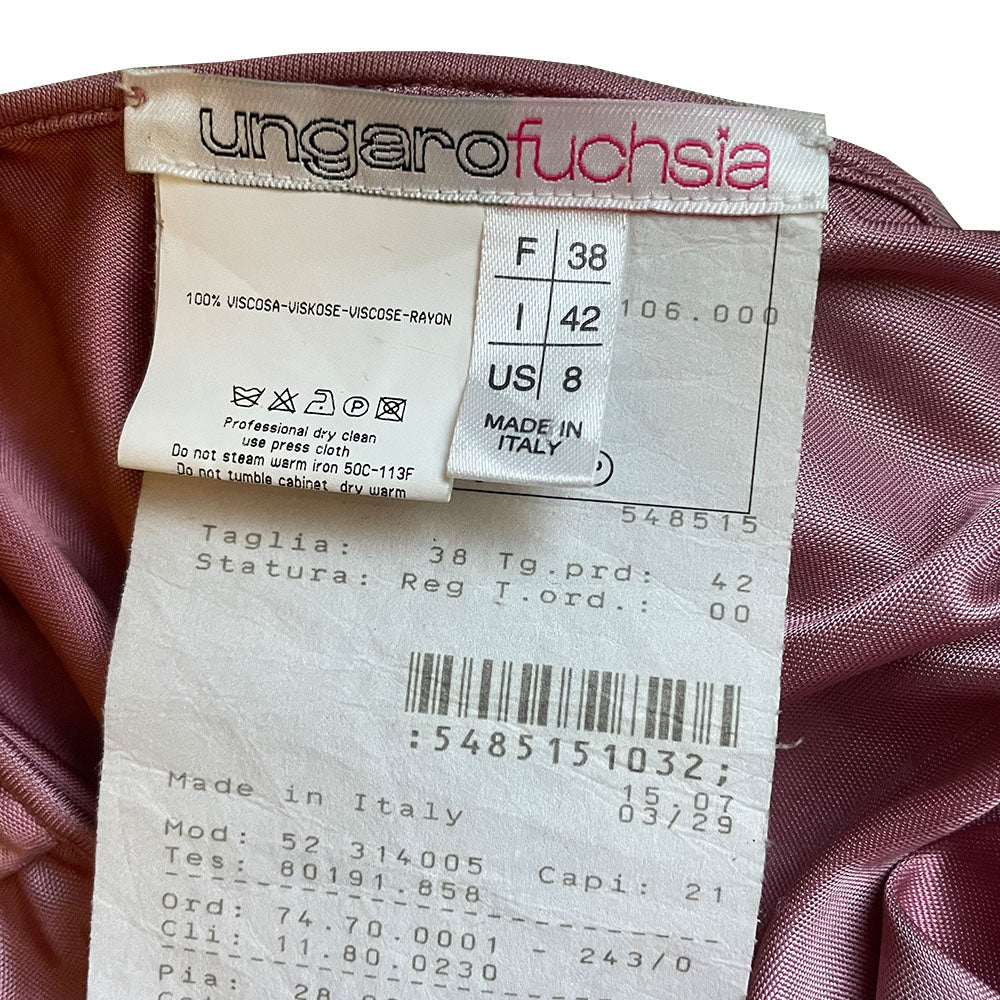 ungarofuchsia
100% VISCOSA-VISKOSE-VISCOSE-RAYON
Ⓟ
Professional dry clean
use press cloth
Do not steam warm iron 50C-113F
Do not tumble cabinet dry warm
F 38
I 42
US 8
MADE IN
ITALY
106.000
P
548515
Taglia: 38 Tg.prd: 42
Statura: Reg T.ord.: 00
:5485151032;
15.07
03/29
Made in Italy
Mod: 52 314005
Tes: 80191.858 Capi: 21
Ord: 74.70.0001 - 243/0
Cli: 11.80.0230
Pia: 28